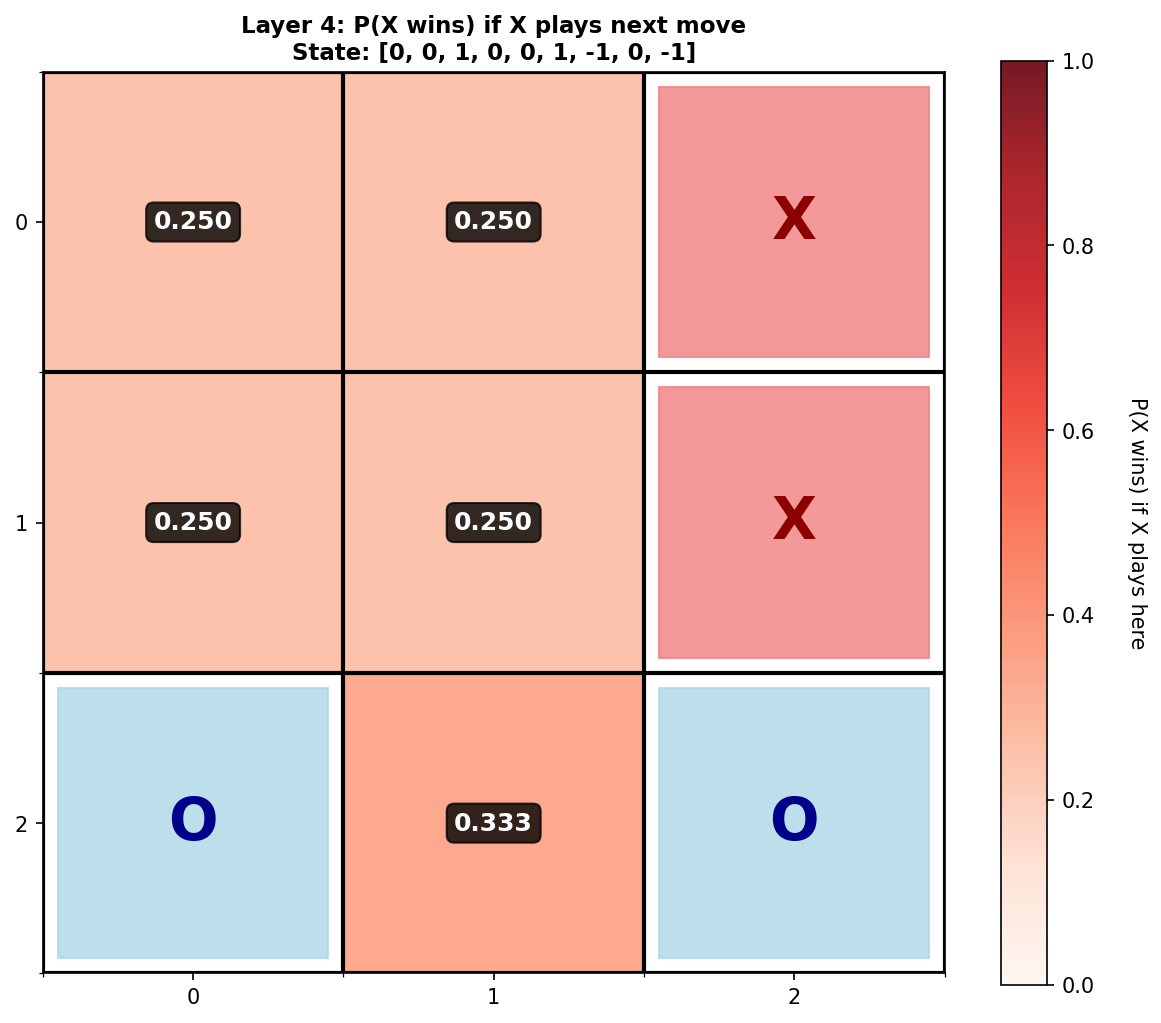 Layer 4: P(X wins) if X plays next move
State: [0, 0, 1, 0, 0, 1, -1, 0, -1]
0
0.250
0.250
X
1
0.250
0.250
X
2
O
0.333
O
0
1
2
1.0
0.8
0.6
0.4
0.2
0.0
P(X wins) if X plays here